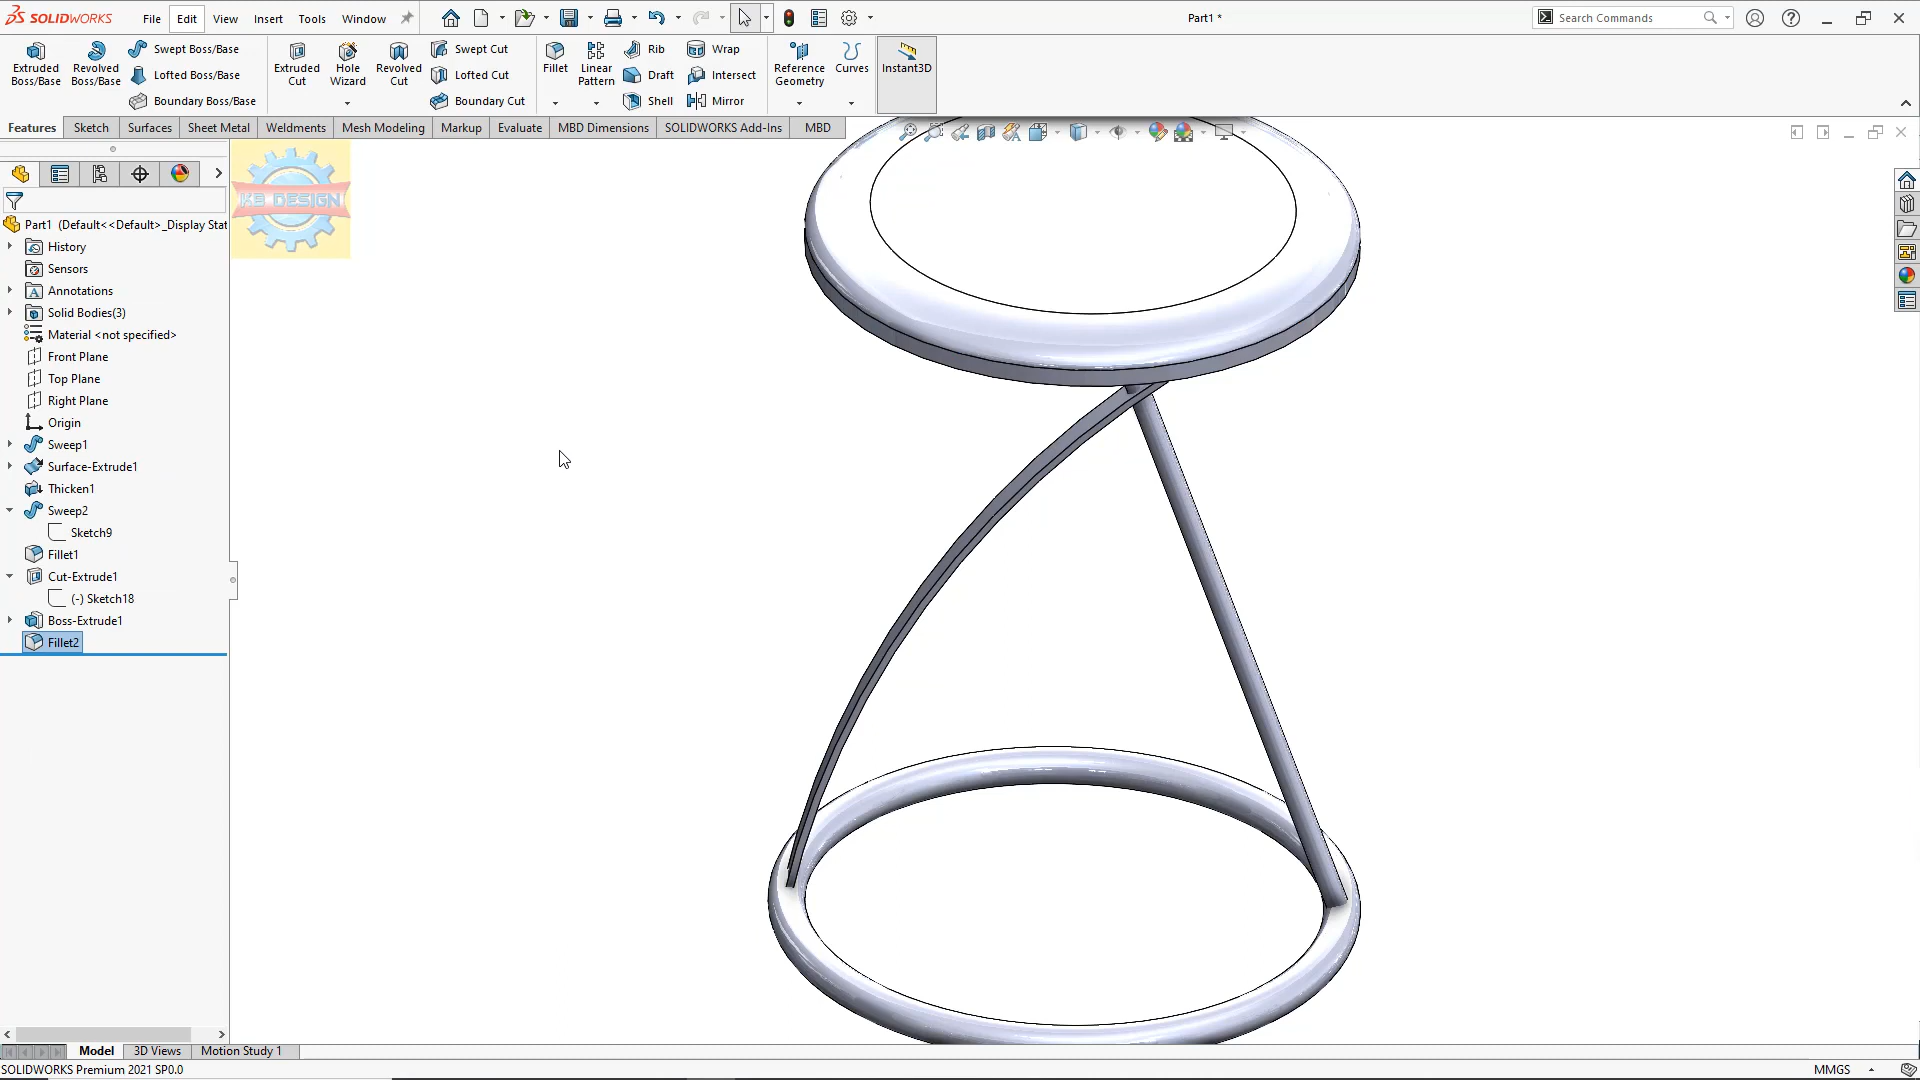 SOLIDWORKS File Edit View Insert Tools Window Part1 * Search Commands
Extruded Boss/Base
Revolved Boss/Base
Swept Boss/Base
Lofted Boss/Base
Boundary Boss/Base
Extruded Cut
Hole Wizard
Revolved Cut
Swept Cut
Lofted Cut
Boundary Cut
Fillet
Linear Pattern
Rib
Draft
Shell
Wrap
Intersect
Mirror
Reference Geometry
Curves
Instant3D
Features Sketch Surfaces Sheet Metal Weldments Mesh Modeling Markup Evaluate MBD Dimensions SOLIDWORKS Add-Ins MBD
KS DESIGN
Part1 (Default<<Default>_Display Stat
History
Sensors
Annotations
Solid Bodies(3)
Material <not specified>
Front Plane
Top Plane
Right Plane
Origin
Sweep1
Surface-Extrude1
Thicken1
Sweep2
Sketch9
Fillet1
Cut-Extrude1
(-) Sketch18
Boss-Extrude1
Fillet2
Model 3D Views Motion Study 1
SOLIDWORKS Premium 2021 SP0.0 MMGS